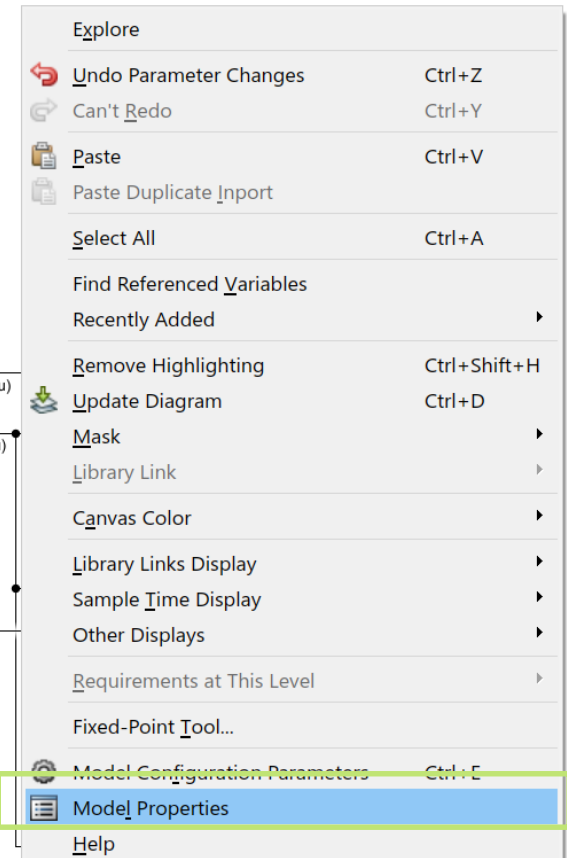 Explore
Undo Parameter Changes Ctrl+Z
Can't Redo Ctrl+Y
Paste Ctrl+V
Paste Duplicate Inport
Select All Ctrl+A
Find Referenced Variables
Recently Added
Remove Highlighting Ctrl+Shift+H
u)
Update Diagram Ctrl+D
Mask
)
Library Link
Canvas Color
Library Links Display
Sample Time Display
Other Displays
Requirements at This Level
Fixed-Point Tool...
Model Configuration Parameters Ctrl+E
Model Properties
Help